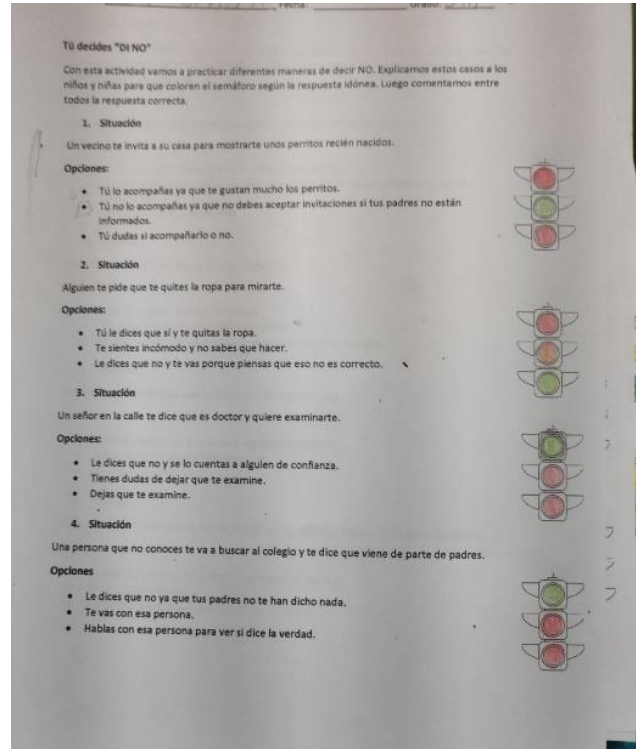 Fecha: ____________ Grado: ________
Tú decides "DI NO"
Con esta actividad vamos a practicar diferentes maneras de decir NO. Explicamos estos casos a los
niños y niñas para que coloren el semáforo según la respuesta idónea. Luego comentamos entre
todos la respuesta correcta.
1. Situación
Un vecino te invita a su casa para mostrarte unos perritos recién nacidos.
Opciones:
• Tú lo acompañas ya que te gustan mucho los perritos.
• Tú no lo acompañas ya que no debes aceptar invitaciones si tus padres no están
informados.
• Tú dudas si acompañarlo o no.
2. Situación
Alguien te pide que te quites la ropa para mirarte.
Opciones:
• Tú le dices que sí y te quitas la ropa.
• Te sientes incómodo y no sabes que hacer.
• Le dices que no y te vas porque piensas que eso no es correcto.
3. Situación
Un señor en la calle te dice que es doctor y quiere examinarte.
Opciones:
• Le dices que no y se lo cuentas a alguien de confianza.
• Tienes dudas de dejar que te examine.
• Dejas que te examine.
4. Situación
Una persona que no conoces te va a buscar al colegio y te dice que viene de parte de padres.
Opciones
• Le dices que no ya que tus padres no te han dicho nada.
• Te vas con esa persona.
• Hablas con esa persona para ver si dice la verdad.